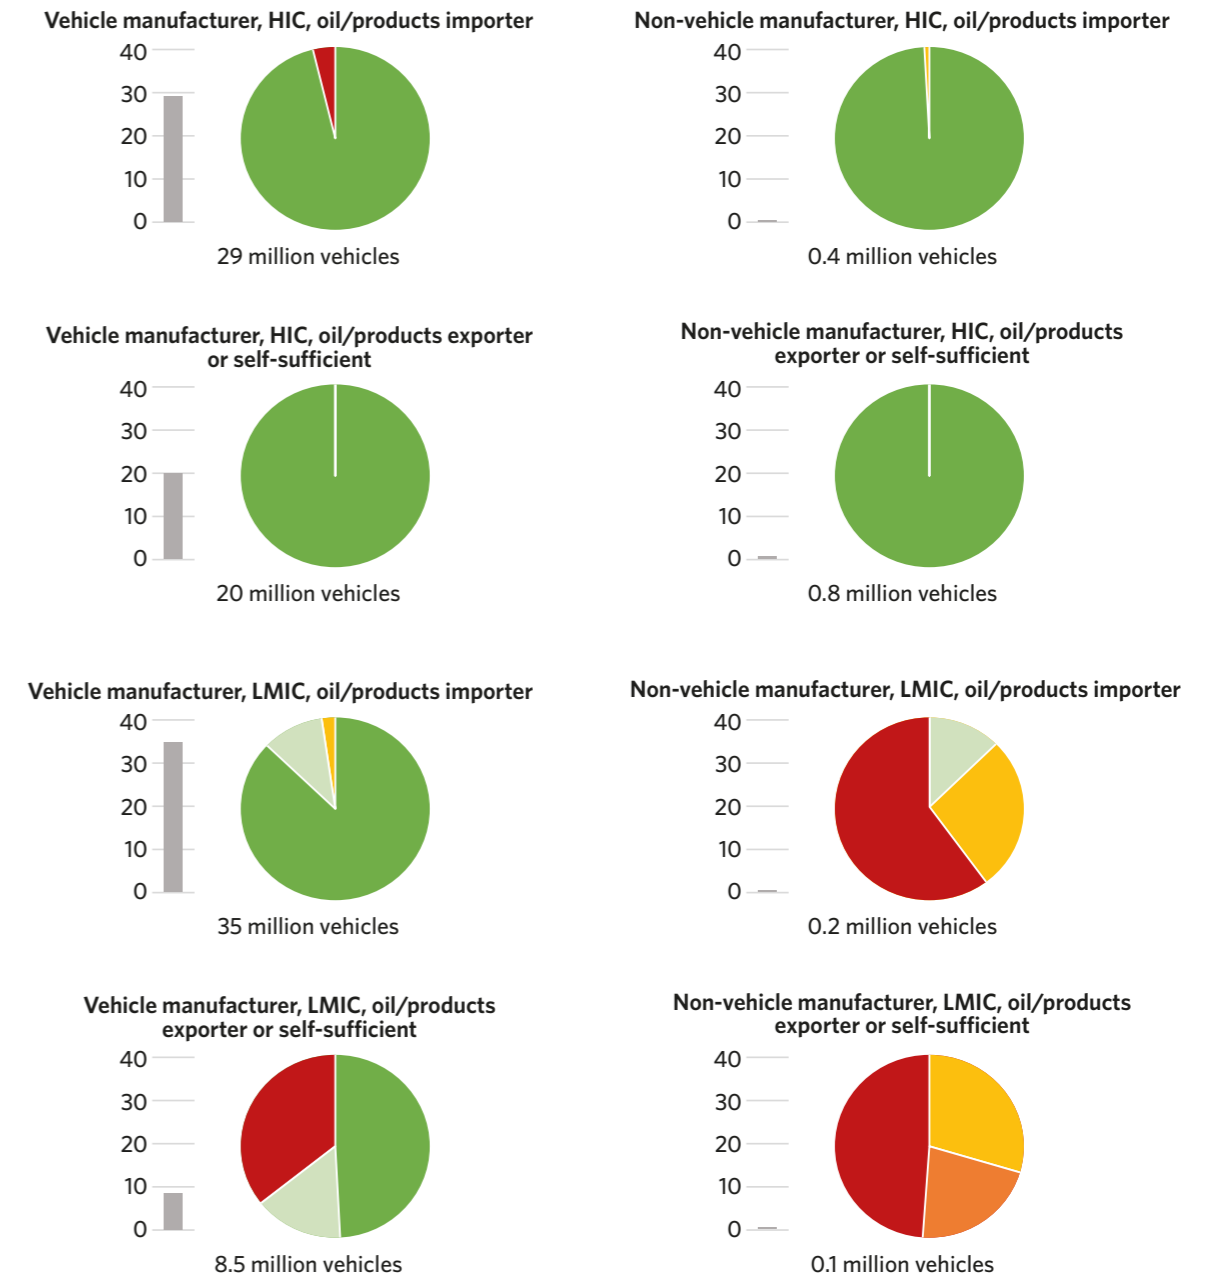 Vehicle manufacturer, HIC, oil/products importer
40
30
20
10
0
29 million vehicles
Non-vehicle manufacturer, HIC, oil/products importer
40
30
20
10
0
0.4 million vehicles
Vehicle manufacturer, HIC, oil/products exporter
or self-sufficient
40
30
20
10
0
20 million vehicles
Non-vehicle manufacturer, HIC, oil/products
exporter or self-sufficient
40
30
20
10
0
0.8 million vehicles
Vehicle manufacturer, LMIC, oil/products importer
40
30
20
10
0
35 million vehicles
Non-vehicle manufacturer, LMIC, oil/products importer
40
30
20
10
0
0.2 million vehicles
Vehicle manufacturer, LMIC, oil/products
exporter or self-sufficient
40
30
20
10
0
8.5 million vehicles
Non-vehicle manufacturer, LMIC, oil/products
exporter or self-sufficient
40
30
20
10
0
0.1 million vehicles